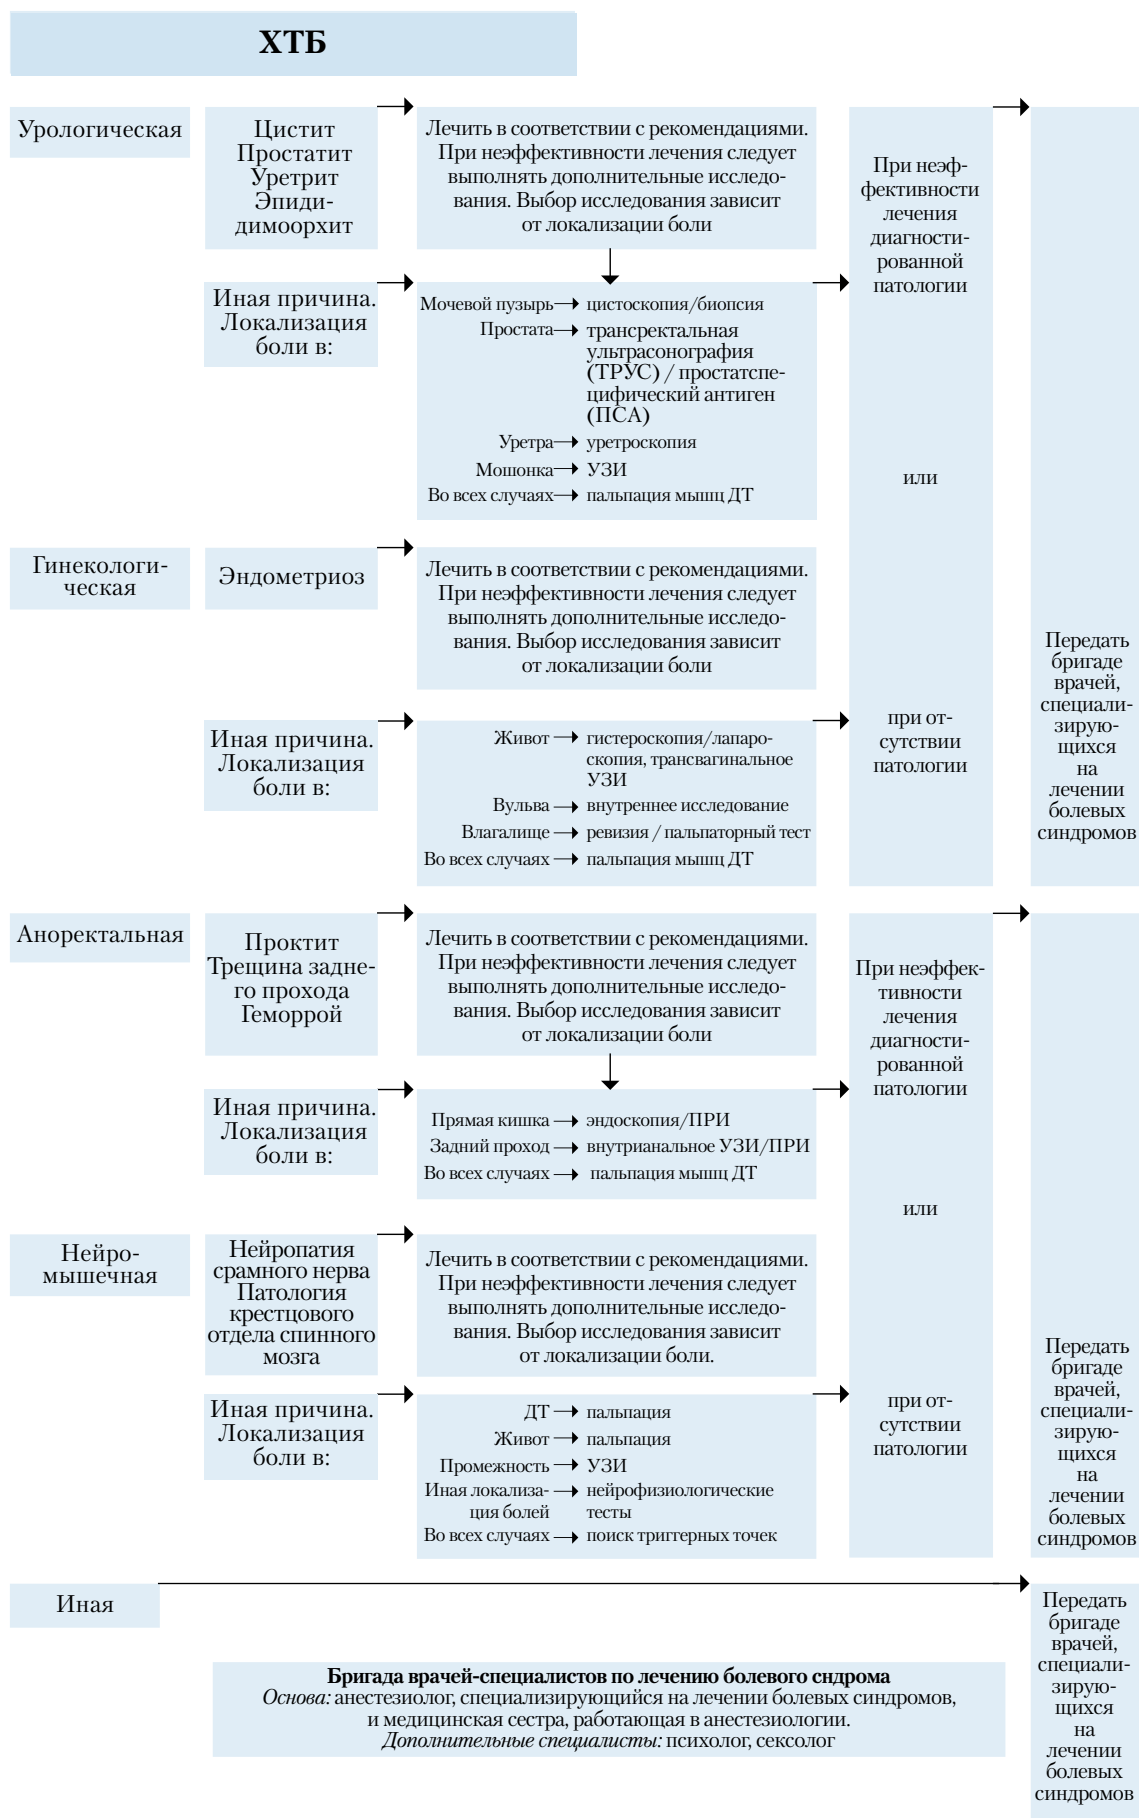 ХТБ
Урологическая
Цистит
Простатит
Уретрит
Эпиди-
димоорхит
Лечить в соответствии с рекомендациями.
При неэффективности лечения следует
выполнять дополнительные исследо-
вания. Выбор исследования зависит
от локализации боли
При неэф-
фективности
лечения
диагности-
рованной
патологии
Иная причина.
Локализация
боли в:
Мочевой пузырь
цистоскопия/биопсия
Простата
трансректальная
ультрасонография
(ТРУС) / простатспе-
цифический антиген
(ПСА)
Уретра
уретроскопия
Мошонка
УЗИ
Во всех случаях
пальпация мышц ДТ
или
Гинекологи-
ческая
Эндометриоз
Лечить в соответствии с рекомендациями.
При неэффективности лечения следует
выполнять дополнительные исследо-
вания. Выбор исследования зависит
от локализации боли
Иная причина.
Локализация
боли в:
Живот
гистероскопия/лапаро-
скопия, трансвагинальное
УЗИ
Вульва
внутреннее исследование
Влагалище
ревизия / пальпаторный тест
Во всех случаях
пальпация мышц ДТ
при от-
сутствии
патологии
Передать
бригаде
врачей,
специали-
зирую-
щихся
на
лечении
болевых
синдромов
Аноректальная
Проктит
Трещина задне-
го прохода
Геморрой
Лечить в соответствии с рекомендациями.
При неэффективности лечения следует
выполнять дополнительные исследо-
вания. Выбор исследования зависит
от локализации боли
При неэффек-
тивности
лечения
диагности-
рованной
патологии
Иная причина.
Локализация
боли в:
Прямая кишка
эндоскопия/ПРИ
Задний проход
внутрианальное УЗИ/ПРИ
Во всех случаях
пальпация мышц ДТ
или
Нейро-
мышечная
Нейропатия
срамного нерва
Патология
крестцового
отдела спинного
мозга
Лечить в соответствии с рекомендациями.
При неэффективности лечения следует
выполнять дополнительные исследо-
вания. Выбор исследования зависит
от локализации боли.
Иная причина.
Локализация
боли в:
ДТ
пальпация
Живот
пальпация
Промежность
УЗИ
Иная локализа-
ция болей
нейрофизиологические
тесты
Во всех случаях
поиск триггерных точек
при от-
сутствии
патологии
Передать
бригаде
врачей,
специали-
зирую-
щихся
на
лечении
болевых
синдромов
Иная
Передать
бригаде
врачей,
специали-
зирую-
щихся
на
лечении
болевых
синдромов
Бригада врачей-специалистов по лечению болевого сндрома
Основа: анестезиолог, специализирующийся на лечении болевых синдромов,
и медицинская сестра, работающая в анестезиологии.
Дополнительные специалисты: психолог, сексолог